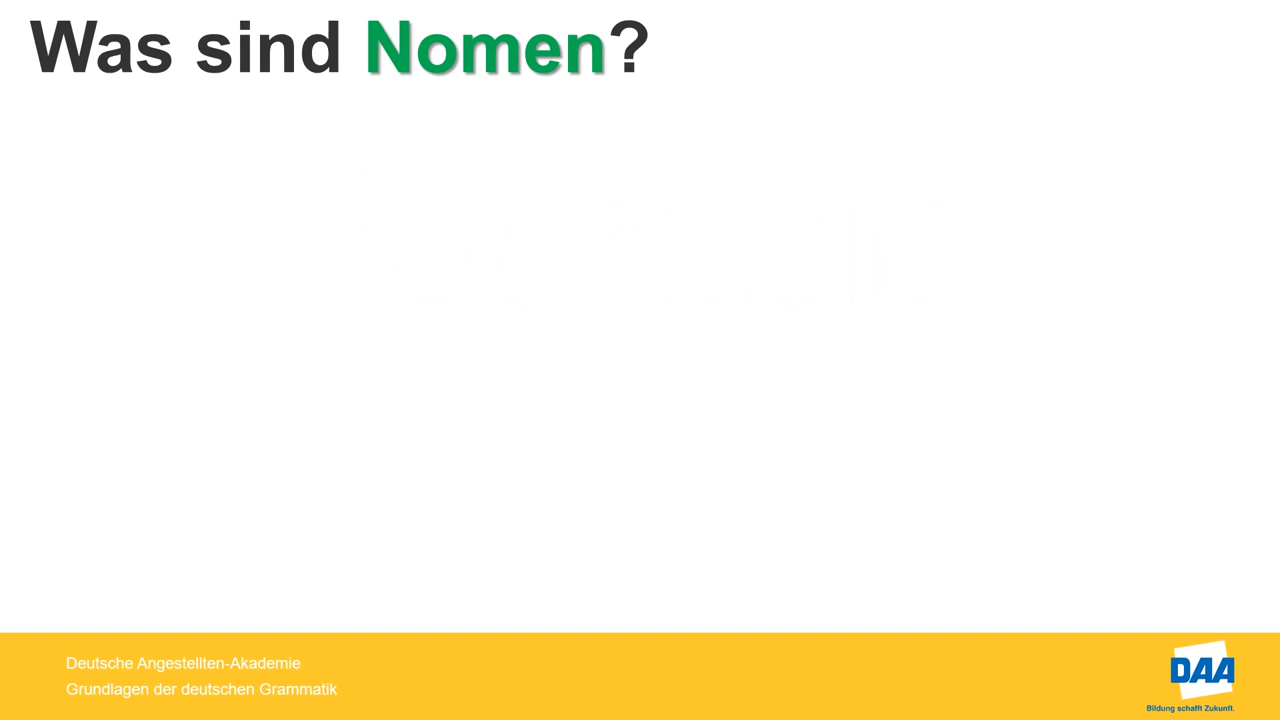 Was sind Nomen?
Deutsche Angestellten-Akademie
Grundlagen der deutschen Grammatik
DAA
Bildung schafft Zukunft.